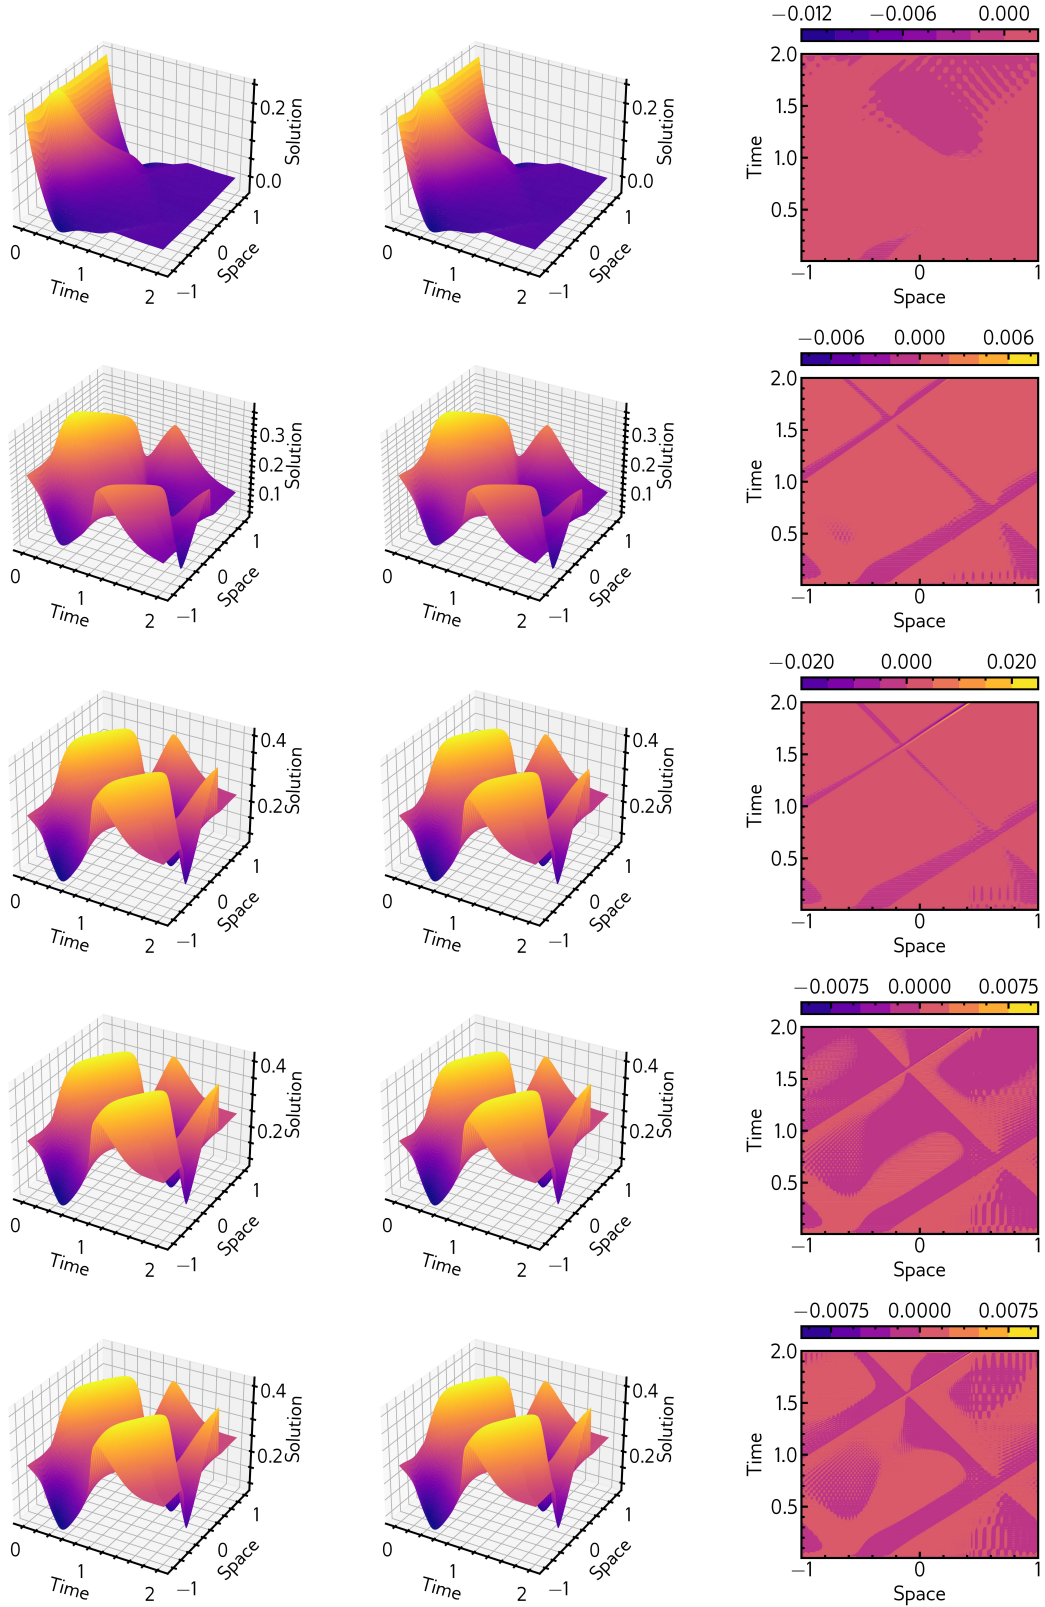 −0.012 −0.006 0.000
0.2
0.0
Solution
0
1
2
Time
−1
0
1
Space
0.2
0.0
Solution
0
1
2
Time
−1
0
1
Space
2.0
1.5
1.0
0.5
Time
−1 0 1
Space
−0.006 0.000 0.006
0.3
0.2
0.1
Solution
0
1
2
Time
−1
0
1
Space
0.3
0.2
0.1
Solution
0
1
2
Time
−1
0
1
Space
2.0
1.5
1.0
0.5
Time
−1 0 1
Space
−0.020 0.000 0.020
0.4
0.2
Solution
0
1
2
Time
−1
0
1
Space
0.4
0.2
Solution
0
1
2
Time
−1
0
1
Space
2.0
1.5
1.0
0.5
Time
−1 0 1
Space
−0.0075 0.0000 0.0075
0.4
0.2
Solution
0
1
2
Time
−1
0
1
Space
0.4
0.2
Solution
0
1
2
Time
−1
0
1
Space
2.0
1.5
1.0
0.5
Time
−1 0 1
Space
−0.0075 0.0000 0.0075
0.4
0.2
Solution
0
1
2
Time
−1
0
1
Space
0.4
0.2
Solution
0
1
2
Time
−1
0
1
Space
2.0
1.5
1.0
0.5
Time
−1 0 1
Space